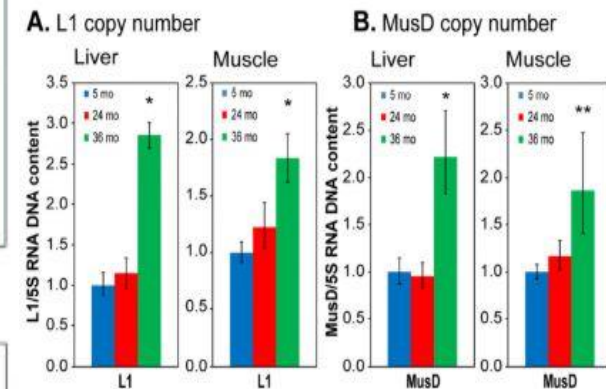 A. L1 copy number
Liver
Muscle
L1/5S RNA DNA content
3.5
3.0
2.5
2.0
1.5
1.0
0.5
0.0
5 mo
24 mo
36 mo
*
L1
2.5
2.0
1.5
1.0
0.5
0.0
5 mo
24 mo
36 mo
*
L1
B. MusD copy number
Liver
Muscle
MusD/5S RNA DNA content
3.0
2.5
2.0
1.5
1.0
0.5
0.0
5 mo
24 mo
36 mo
*
MusD
3.0
2.5
2.0
1.5
1.0
0.5
0.0
5 mo
24 mo
36 mo
**
MusD